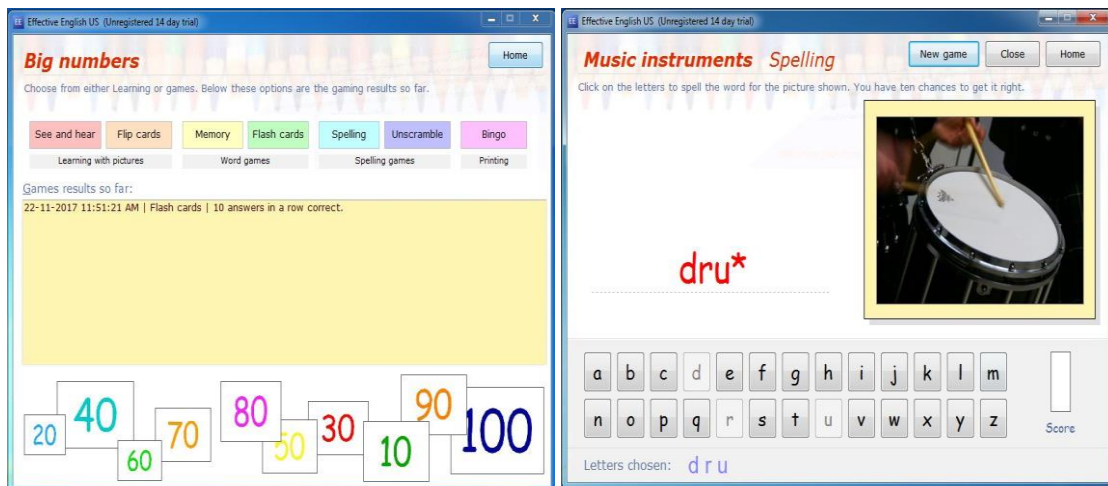 Effective English US (Unregistered 14 day trial)
Big numbers
Home
Choose from either Learning or games. Below these options are the gaming results so far.
See and hear Flip cards Memory Flash cards Spelling Unscramble Bingo
Learning with pictures Word games Spelling games Printing
Games results so far:
22-11-2017 11:51:21 AM | Flash cards | 10 answers in a row correct.
20 40 60 70 80 50 30 10 90 100
Effective English US (Unregistered 14 day trial)
Music instruments Spelling
New game Close Home
Click on the letters to spell the word for the picture shown. You have ten chances to get it right.
dru*
a b c d e f g h i j k l m
n o p q r s t u v w x y z
Score
Letters chosen: d r u